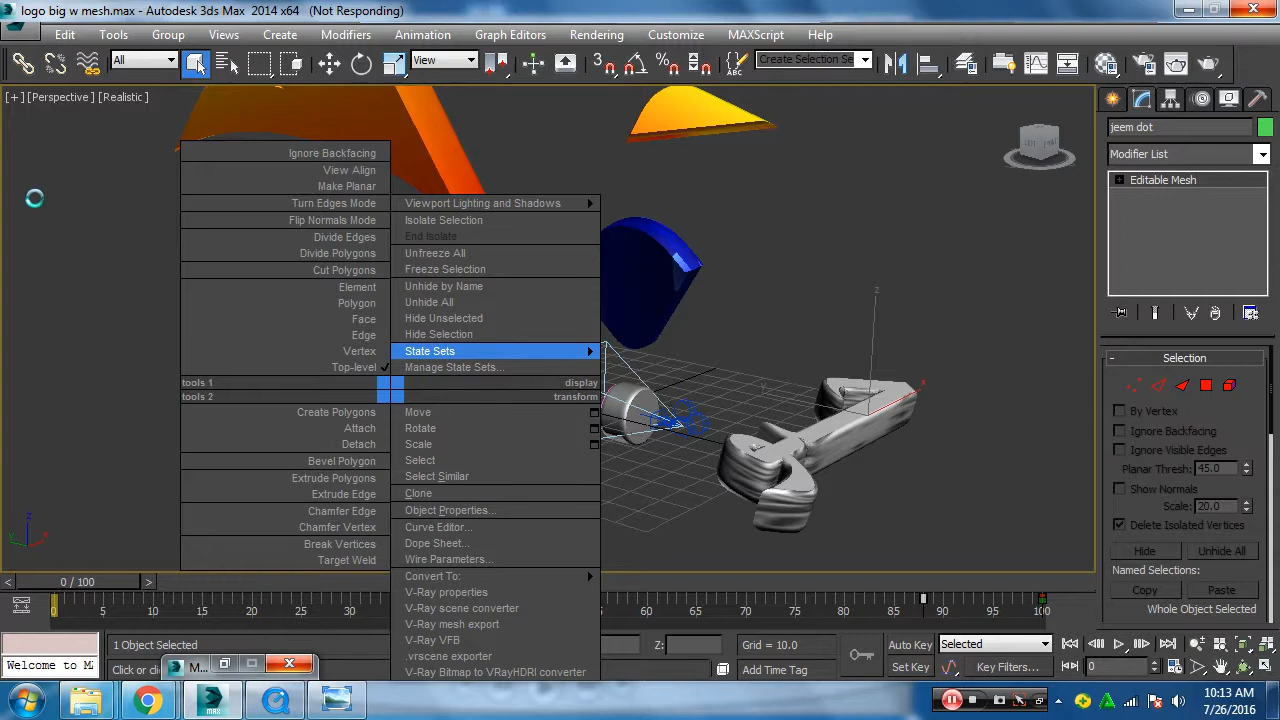 logo big w mesh.max - Autodesk 3ds Max 2014 x64 (Not Responding)
Edit Tools Group Views Create Modifiers Animation Graph Editors Rendering Customize MAXScript Help
All View Create Selection Se
[+] [Perspective] [Realistic]
jeem dot
Modifier List
Editable Mesh
Ignore Backfacing
View Align
Make Planar
Turn Edges Mode
Flip Normals Mode
Divide Edges
Divide Polygons
Cut Polygons
Element
Polygon
Face
Edge
Vertex
Top-level
tools 1
tools 2
Create Polygons
Attach
Detach
Bevel Polygon
Extrude Polygons
Extrude Edge
Chamfer Edge
Chamfer Vertex
Break Vertices
Target Weld
Viewport Lighting and Shadows
Isolate Selection
End Isolate
Unfreeze All
Freeze Selection
Unhide by Name
Unhide All
Hide Unselected
Hide Selection
State Sets
Manage State Sets...
display
transform
Move
Rotate
Scale
Select
Select Similar
Clone
Object Properties...
Curve Editor...
Dope Sheet...
Wire Parameters...
Convert To:
V-Ray properties
V-Ray scene converter
V-Ray mesh export
V-Ray VFB
.vrscene exporter
V-Ray Bitmap to VRayHDRI converter
z
x
y
z
x
y
- Selection
By Vertex
Ignore Backfacing
Ignore Visible Edges
Planar Thresh: 45.0
Show Normals
Scale: 20.0
Delete Isolated Vertices
Hide Unhide All
Named Selections:
Copy Paste
Whole Object Selected
< 0 / 100 >
0 5 10 15 20 25 30 60 65 70 75 80 85 90 95 100
1 Object Selected Z: Grid = 10.0 Auto Key Selected
Welcome to M Click or Add Time Tag Set Key Key Filters... 0
M...
MAX
10:13 AM
7/26/2016